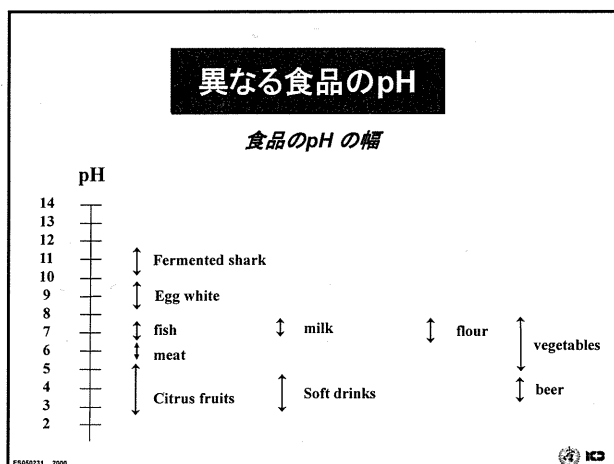 異なる食品のpH
食品のpH の幅
pH
14
13
12
11
10
9
8
7
6
5
4
3
2
Fermented shark
Egg white
fish
milk
flour
vegetables
meat
Citrus fruits
Soft drinks
beer